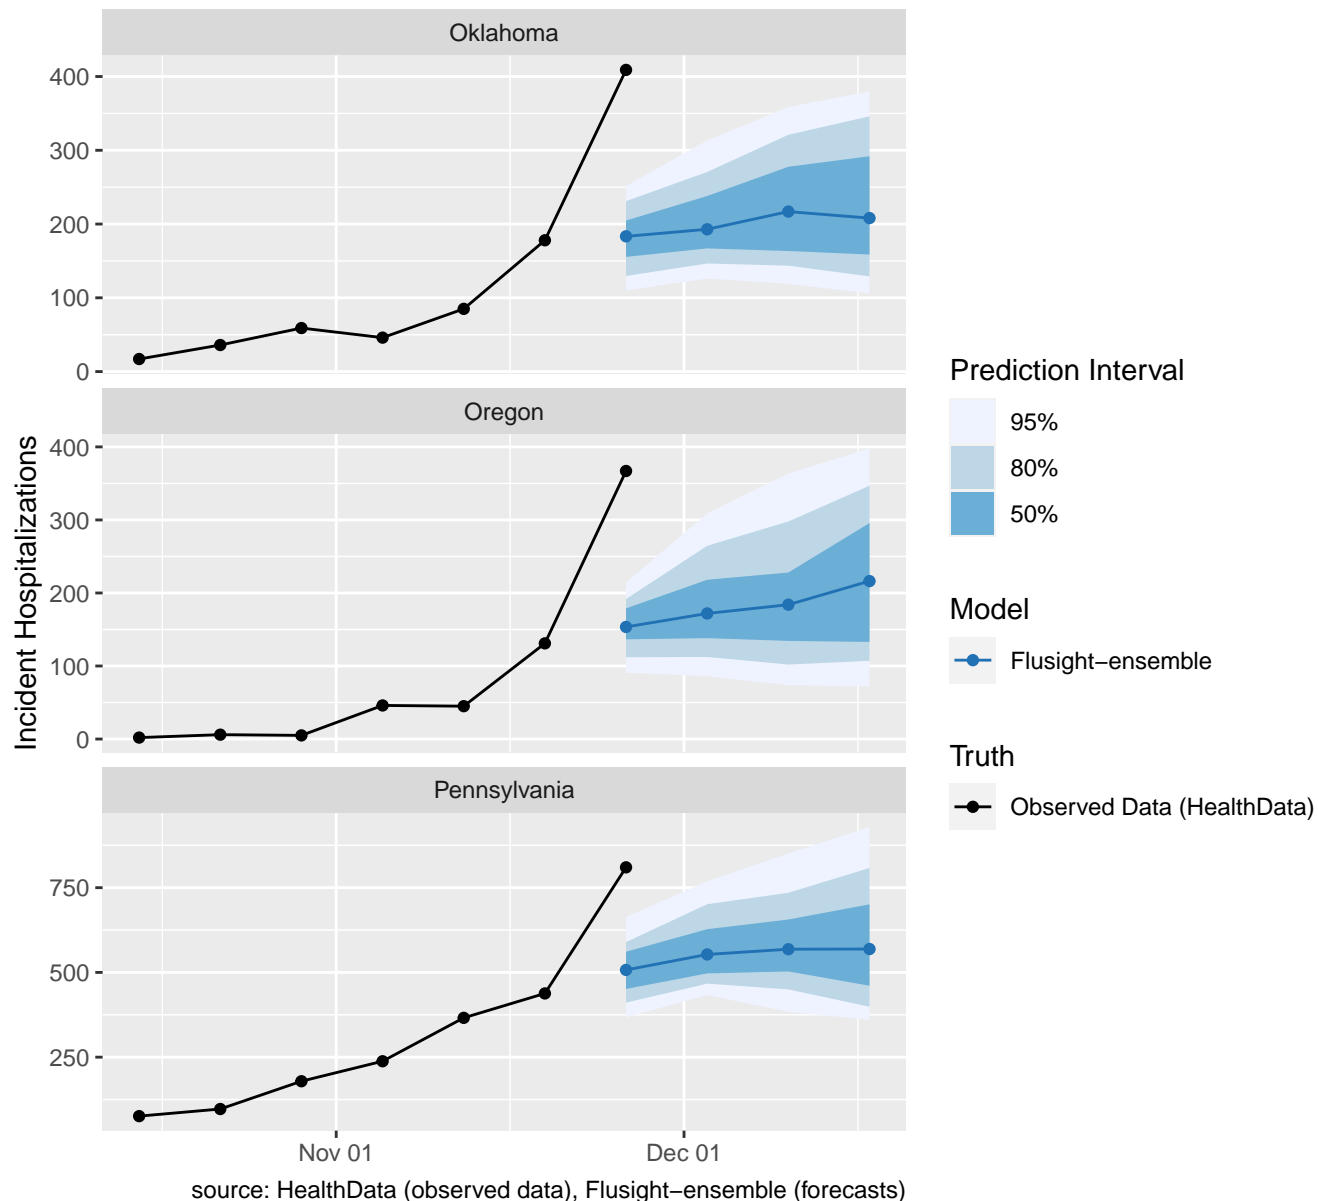 Oklahoma
400
300
200
100
0
Oregon
400
300
200
100
0
Pennsylvania
750
500
250
Nov 01
Dec 01
Incident Hospitalizations
source: HealthData (observed data), Flusight−ensemble (forecasts)
Prediction Interval
95%
80%
50%
Model
Flusight−ensemble
Truth
Observed Data (HealthData)